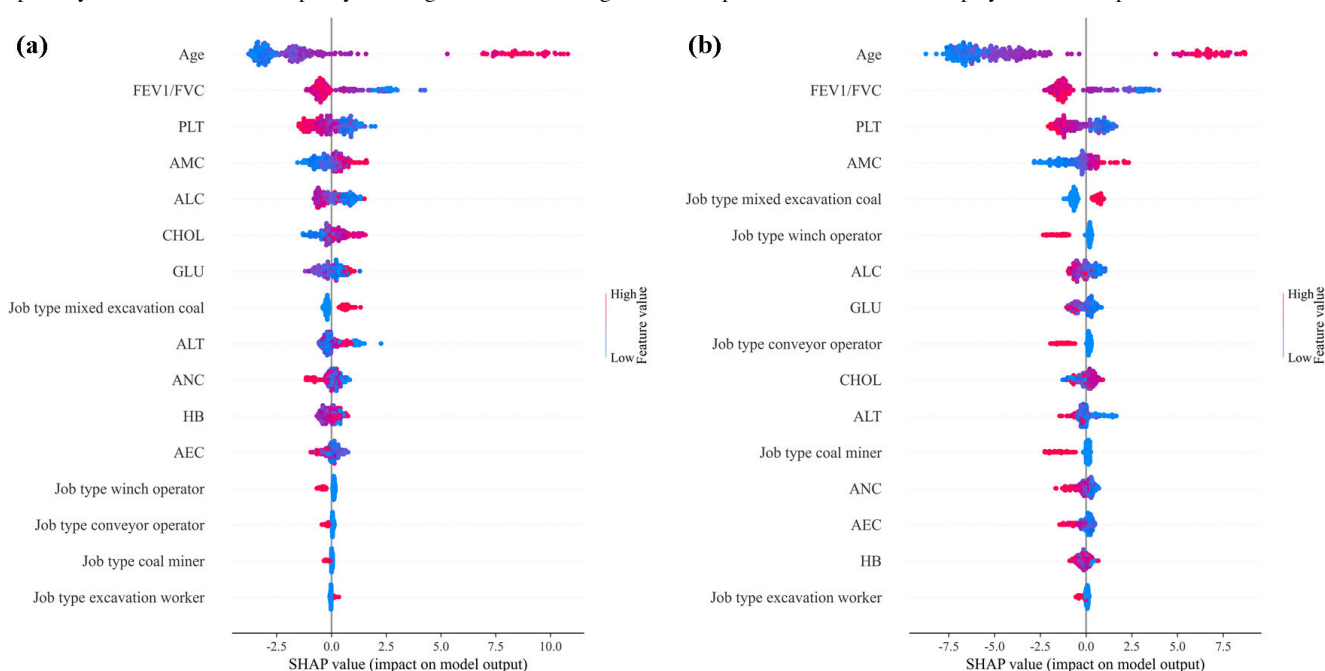 (a)
Age
FEV1/FVC
PLT
AMC
ALC
CHOL
GLU
Job type mixed excavation coal
ALT
ANC
HB
AEC
Job type winch operator
Job type conveyor operator
Job type coal miner
Job type excavation worker
-2.5 0.0 2.5 5.0 7.5 10.0
SHAP value (impact on model output)
High
Low
Feature value
(b)
Age
FEV1/FVC
PLT
AMC
Job type mixed excavation coal
Job type winch operator
ALC
GLU
Job type conveyor operator
CHOL
ALT
Job type coal miner
ANC
AEC
HB
Job type excavation worker
-7.5 -5.0 -2.5 0.0 2.5 5.0 7.5
SHAP value (impact on model output)
High
Low
Feature value